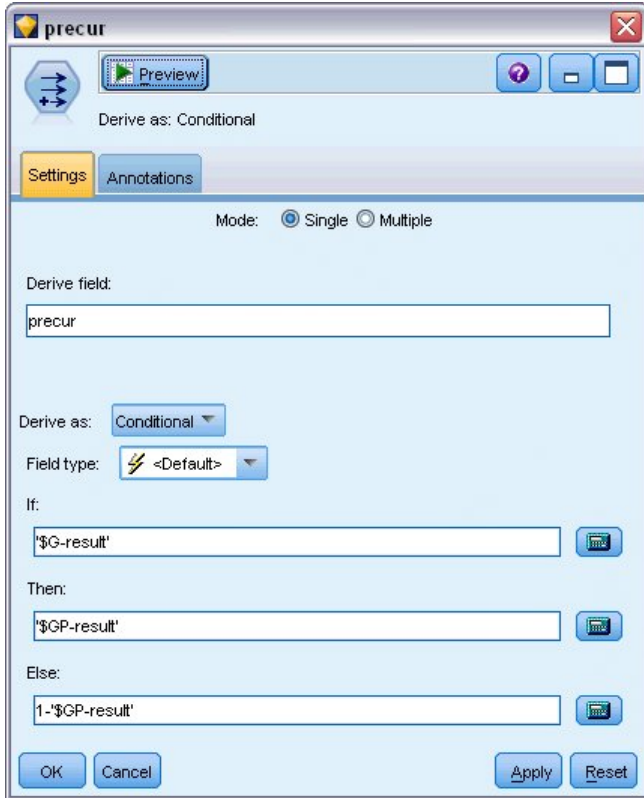 precur
Preview
?
Derive as: Conditional
Settings Annotations
Mode: Single Multiple
Derive field:
precur
Derive as: Conditional
Field type: <Default>
If:
'$G-result'
Then:
'$GP-result'
Else:
1-'$GP-result'
OK Cancel Apply Reset